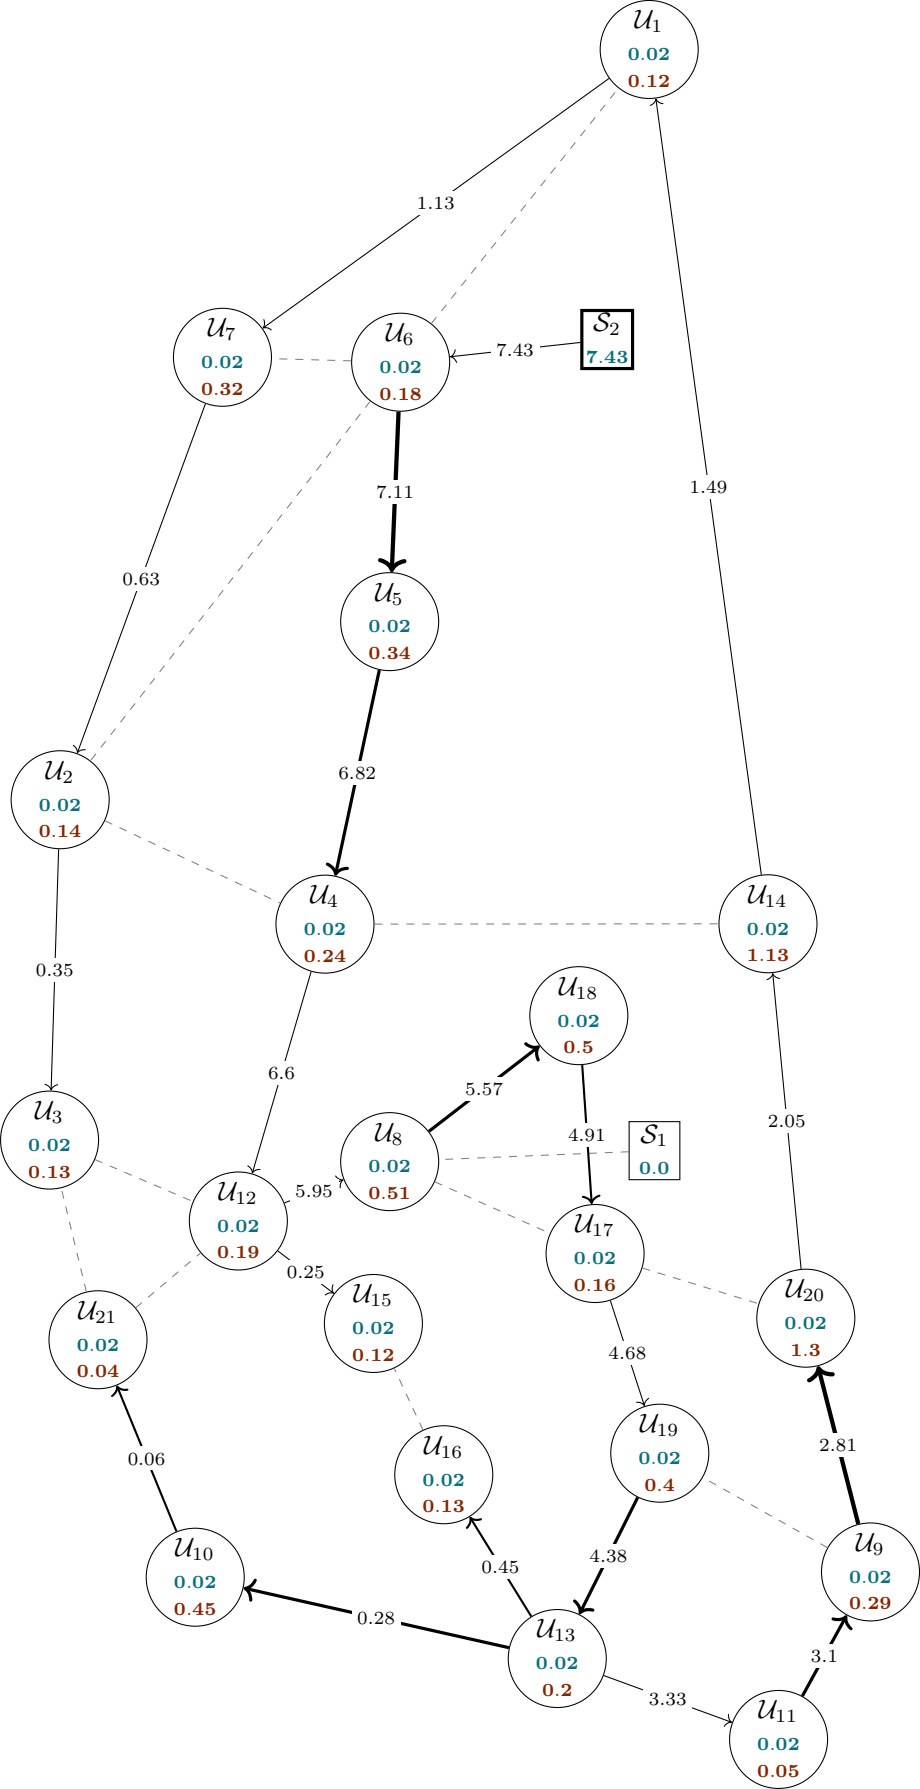 𝒰₁
0.02
0.12
1.13
𝒰₇
0.02
0.32
𝒰₆
0.02
0.18
7.43
𝒮₂
7.43
1.49
7.11
0.63
𝒰₅
0.02
0.34
6.82
𝒰₂
0.02
0.14
𝒰₄
0.02
0.24
𝒰₁₄
0.02
1.13
0.35
𝒰₁₈
0.02
0.5
6.6
5.57
𝒰₃
0.02
0.13
𝒰₈
0.02
0.51
4.91
𝒮₁
0.0
2.05
𝒰₁₂
0.02
0.19
5.95
𝒰₁₇
0.02
0.16
0.25
𝒰₂₁
0.02
0.04
𝒰₁₅
0.02
0.12
𝒰₂₀
0.02
1.3
4.68
0.06
𝒰₁₆
0.02
0.13
𝒰₁₉
0.02
0.4
2.81
𝒰₁₀
0.02
0.45
0.45
4.38
𝒰₉
0.02
0.29
0.28
𝒰₁₃
0.02
0.2
3.1
3.33
𝒰₁₁
0.02
0.05